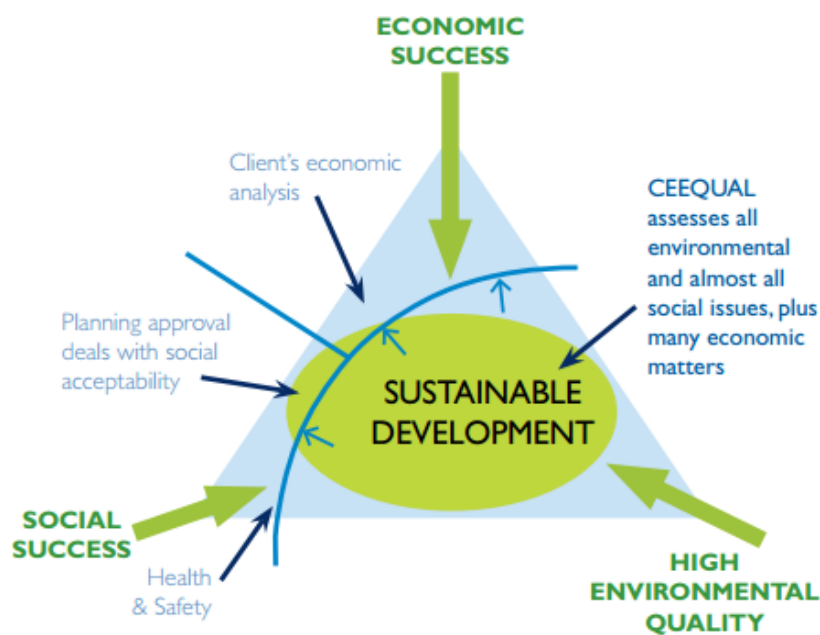 ECONOMIC
SUCCESS
Client's economic
analysis
CEEQUAL
assesses all
environmental
and almost all
social issues, plus
many economic
matters
Planning approval
deals with social
acceptability
SUSTAINABLE
DEVELOPMENT
SOCIAL
SUCCESS
Health
& Safety
HIGH
ENVIRONMENTAL
QUALITY